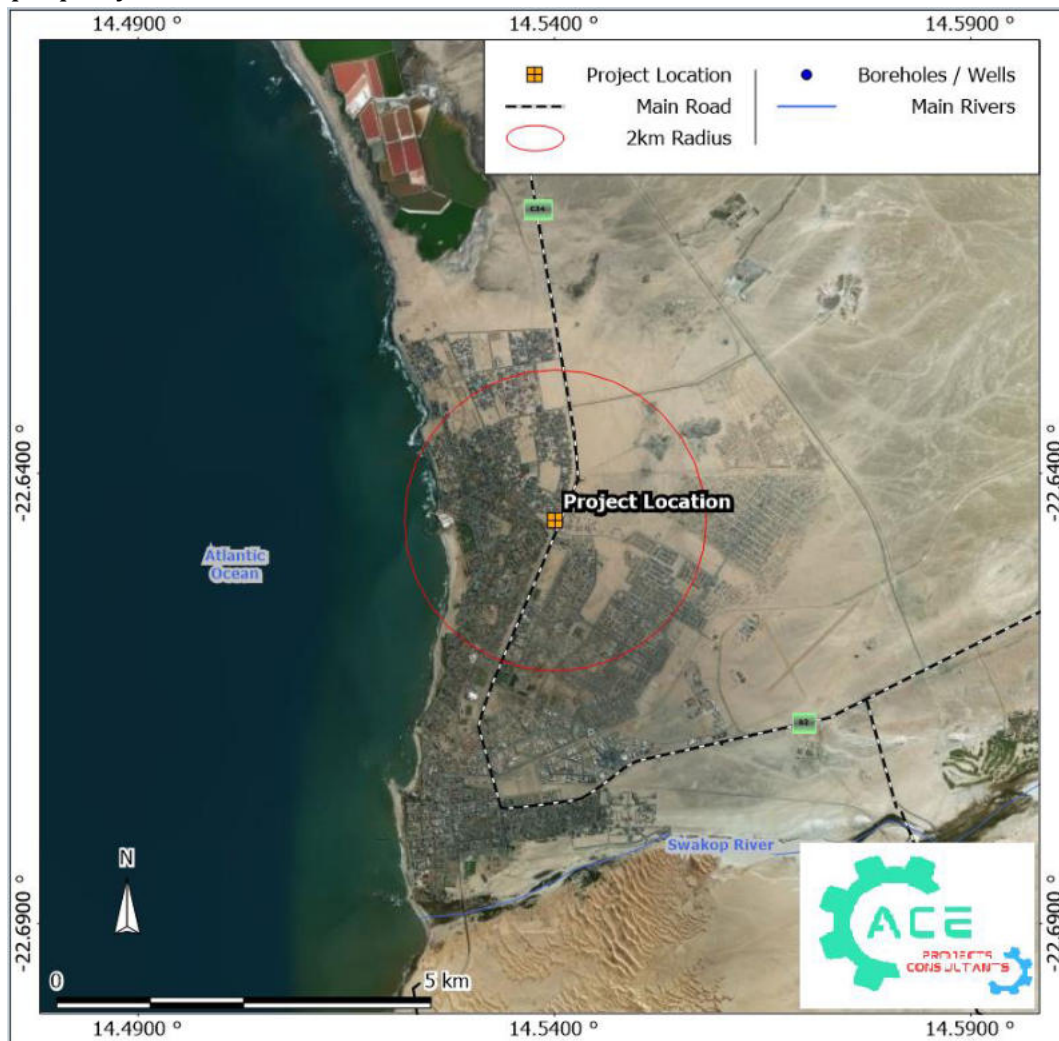 14.4900 °
14.5400 °
14.5900 °
Project Location
Main Road
2km Radius
Boreholes / Wells
Main Rivers
C34
-22.6400 °
-22.6400 °
Project Location
Atlantic
Ocean
B2
Swakop River
N
-22.6900 °
-22.6900 °
ACE
PROJECTS
CONSULTANTS
0
5 km
14.4900 °
14.5400 °
14.5900 °